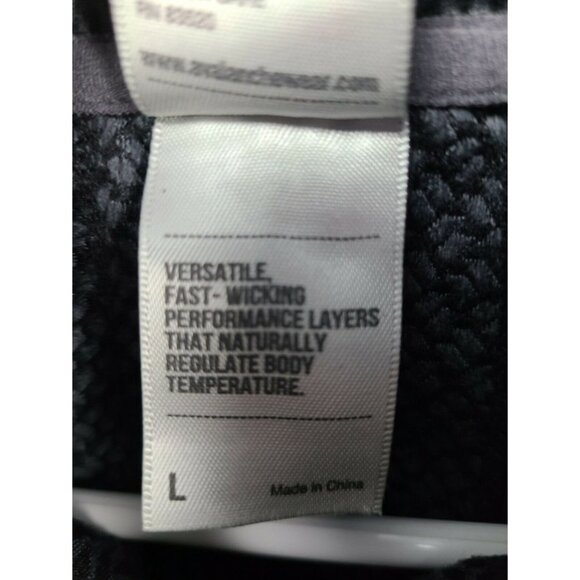 www.avalanchewear.com
VERSATILE,
FAST- WICKING
PERFORMANCE LAYERS
THAT NATURALLY
REGULATE BODY
TEMPERATURE.
L
Made in China